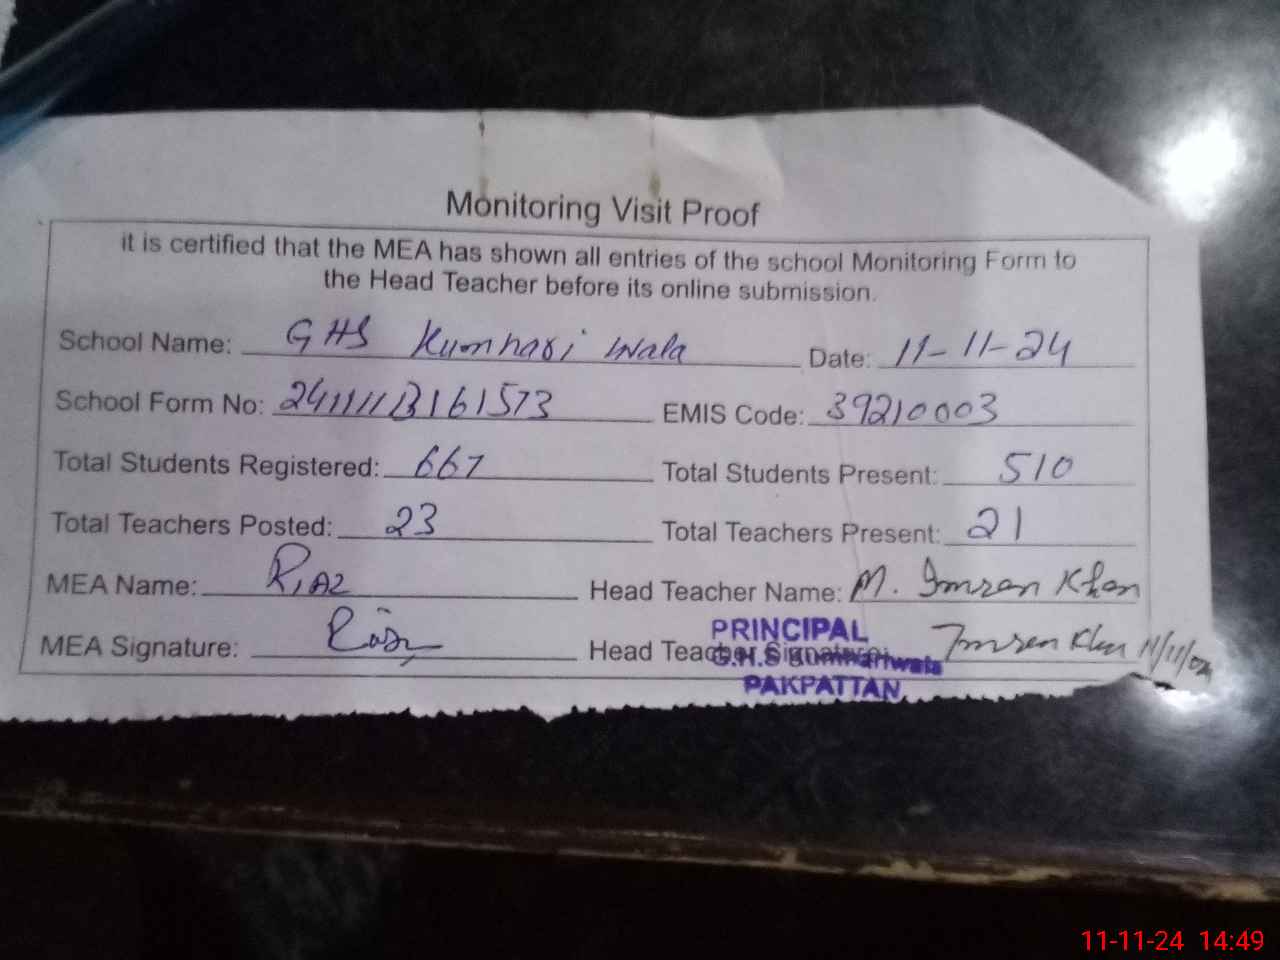 Monitoring Visit Proof
it is certified that the MEA has shown all entries of the school Monitoring Form to
the Head Teacher before its online submission.
School Name: GHS Kumhari Wala Date: 11-11-24
School Form No: 241111B161573 EMIS Code: 39210003
Total Students Registered: 667 Total Students Present: 510
Total Teachers Posted: 23 Total Teachers Present: 21
MEA Name: Riaz Head Teacher Name: M. Imran Khan
MEA Signature: Riaz Head Teacher Signature: Imran Khan 11/11/
PRINCIPAL
G.H.S Kumhariwala
PAKPATTAN
11-11-24 14:49